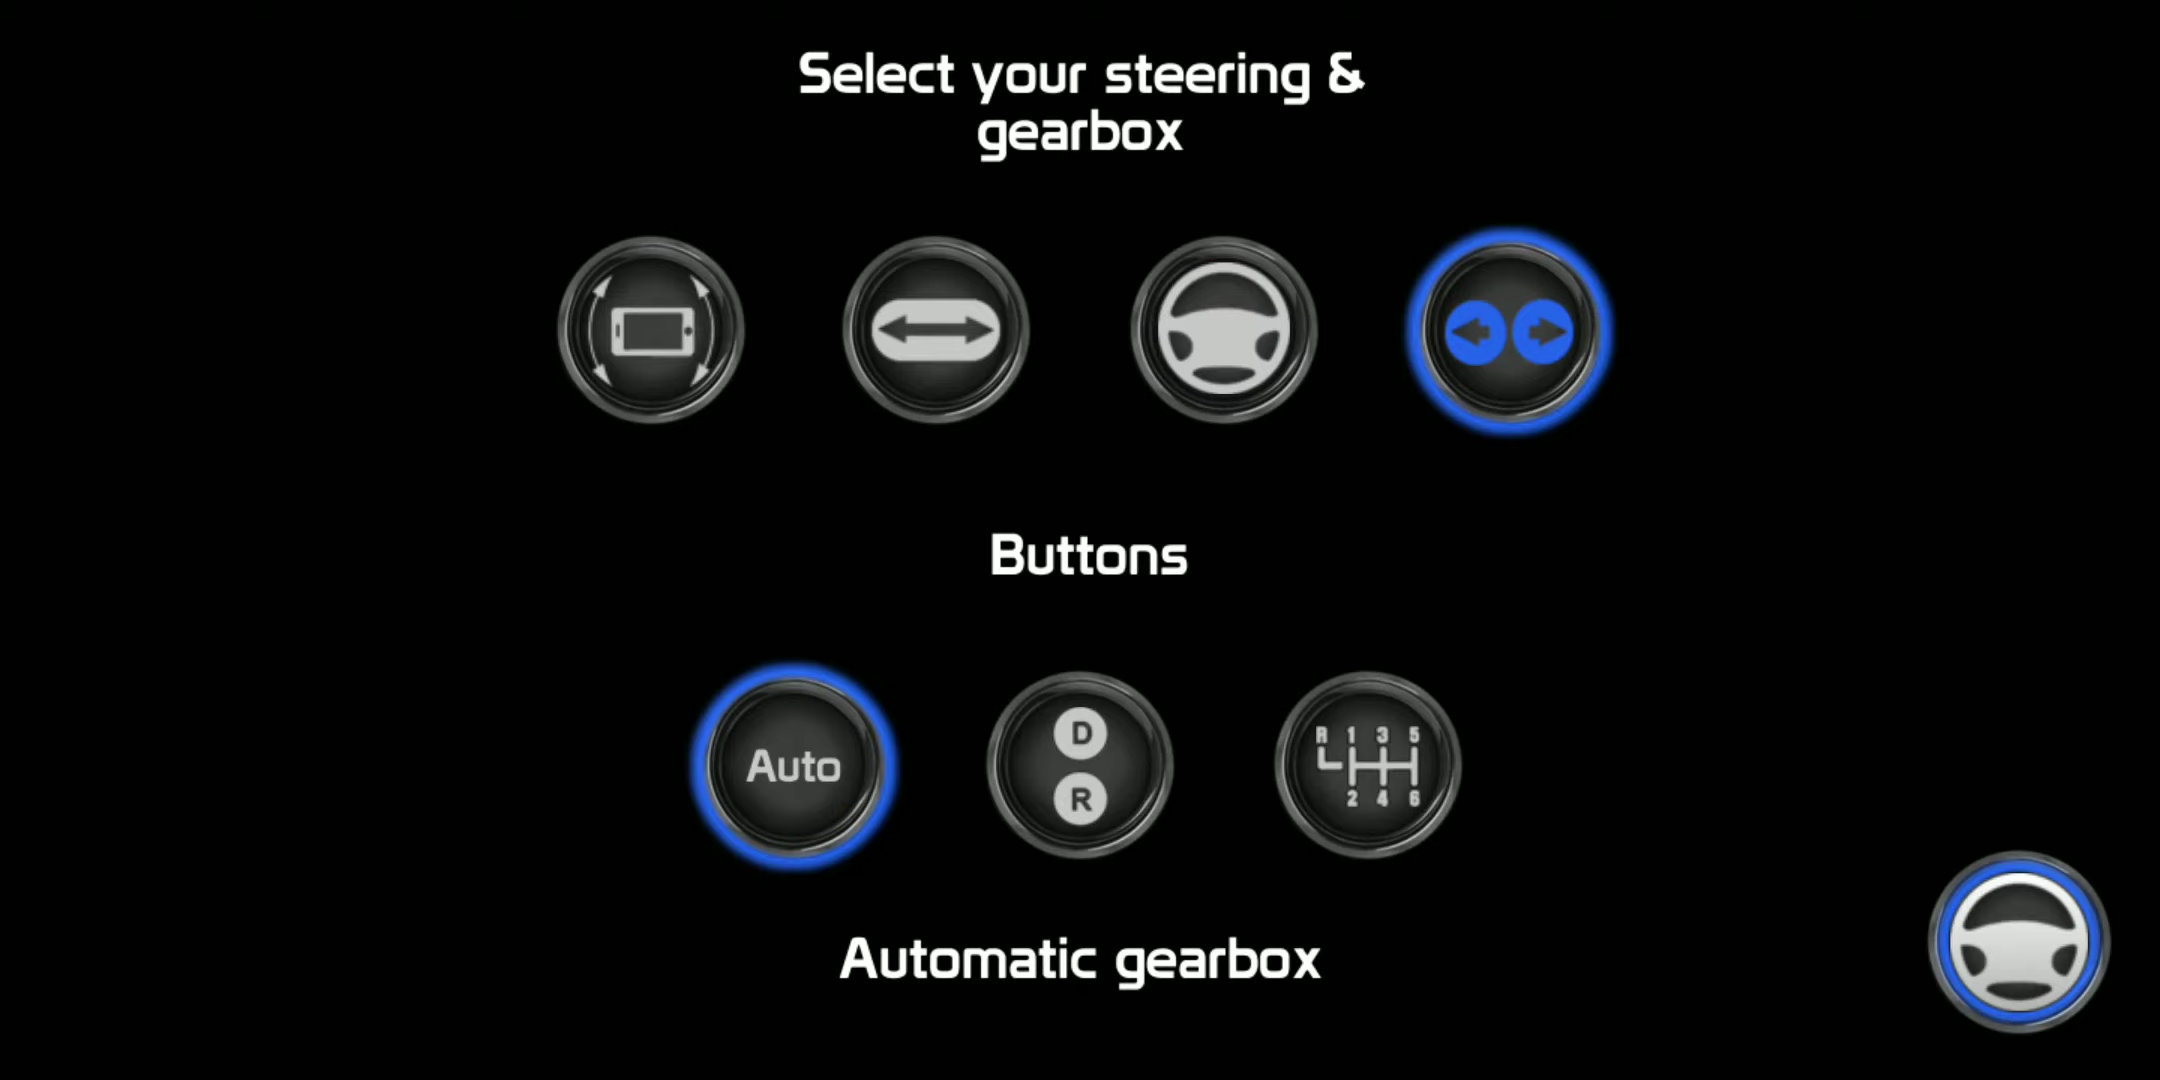 Select your steering &
gearbox
Buttons
Auto
D
R
R 1 3 5
2 4 6
Automatic gearbox